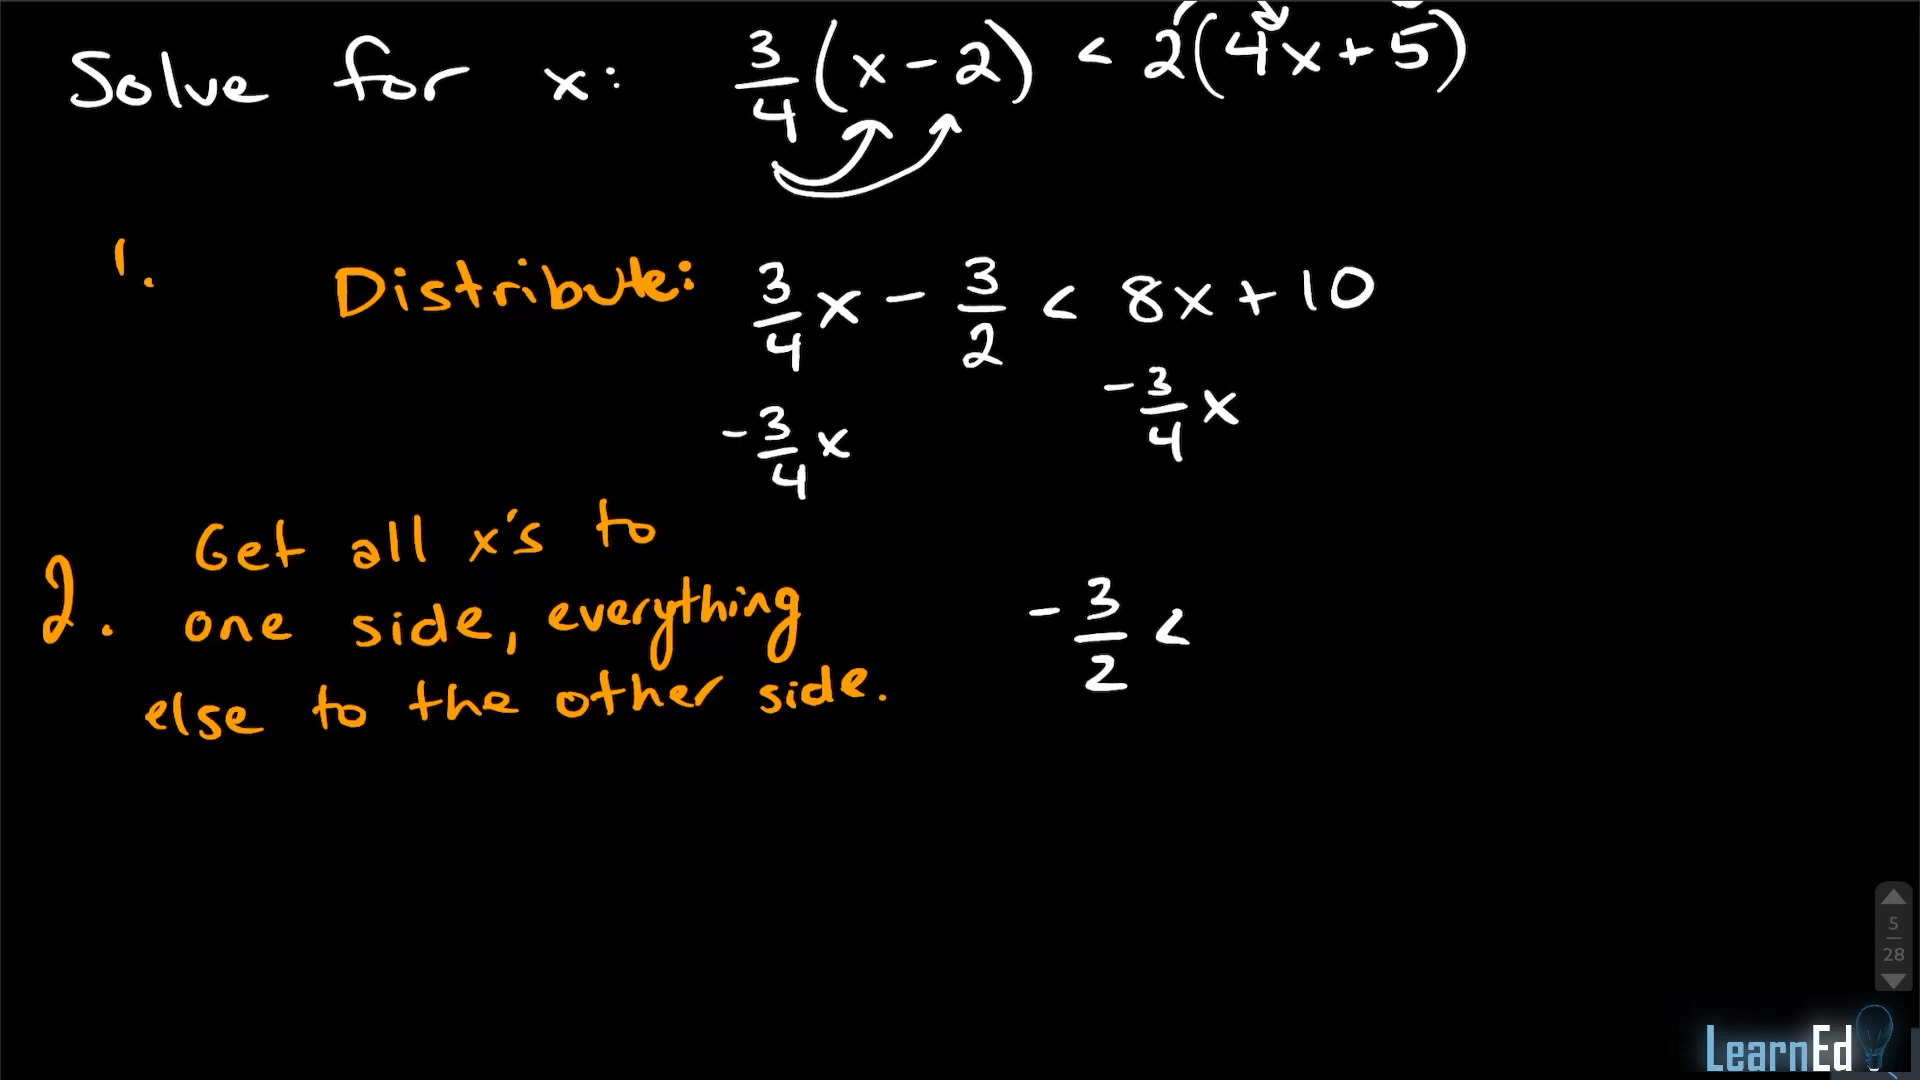 Solve for x: 3/4(x - 2) < 2(4x + 5)
1. Distribute: 3/4x - 3/2 < 8x + 10
-3/4x -3/4x
2. Get all x's to
one side, everything
else to the other side.
-3/2 <
5
28
LearnEd